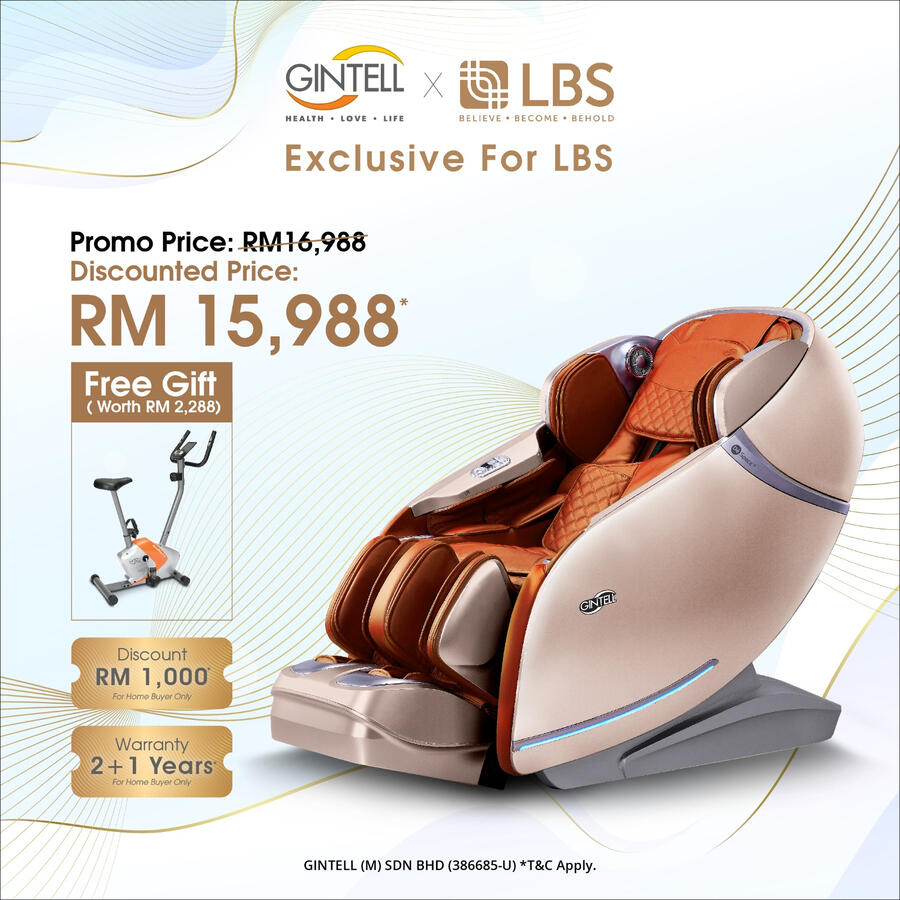 GINTELL × LBS
HEALTH • LOVE • LIFE
BELIEVE • BECOME • BEHOLD
Exclusive For LBS
Promo Price: RM16,988
Discounted Price:
RM 15,988*
Free Gift
( Worth RM 2,288)
Discount
RM 1,000*
For Home Buyer Only
Warranty
2+1 Years*
For Home Buyer Only
GINTELL
GINTELL (M) SDN BHD (386685-U) *T&C Apply.